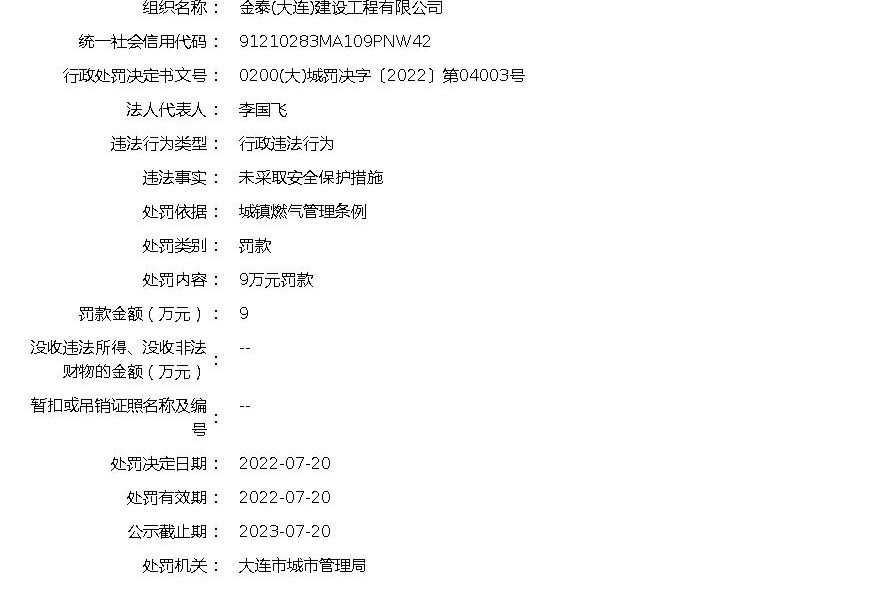 组织名称： 金泰(大连)建设工程有限公司
统一社会信用代码： 91210283MA109PNW42
行政处罚决定书文号： 0200(大)城罚决字〔2022〕第04003号
法人代表人： 李国飞
违法行为类型： 行政违法行为
违法事实： 未采取安全保护措施
处罚依据： 城镇燃气管理条例
处罚类别： 罚款
处罚内容： 9万元罚款
罚款金额（万元）： 9
没收违法所得、没收非法
财物的金额（万元）： --
暂扣或吊销证照名称及编
号： --
处罚决定日期： 2022-07-20
处罚有效期： 2022-07-20
公示截止期： 2023-07-20
处罚机关： 大连市城市管理局